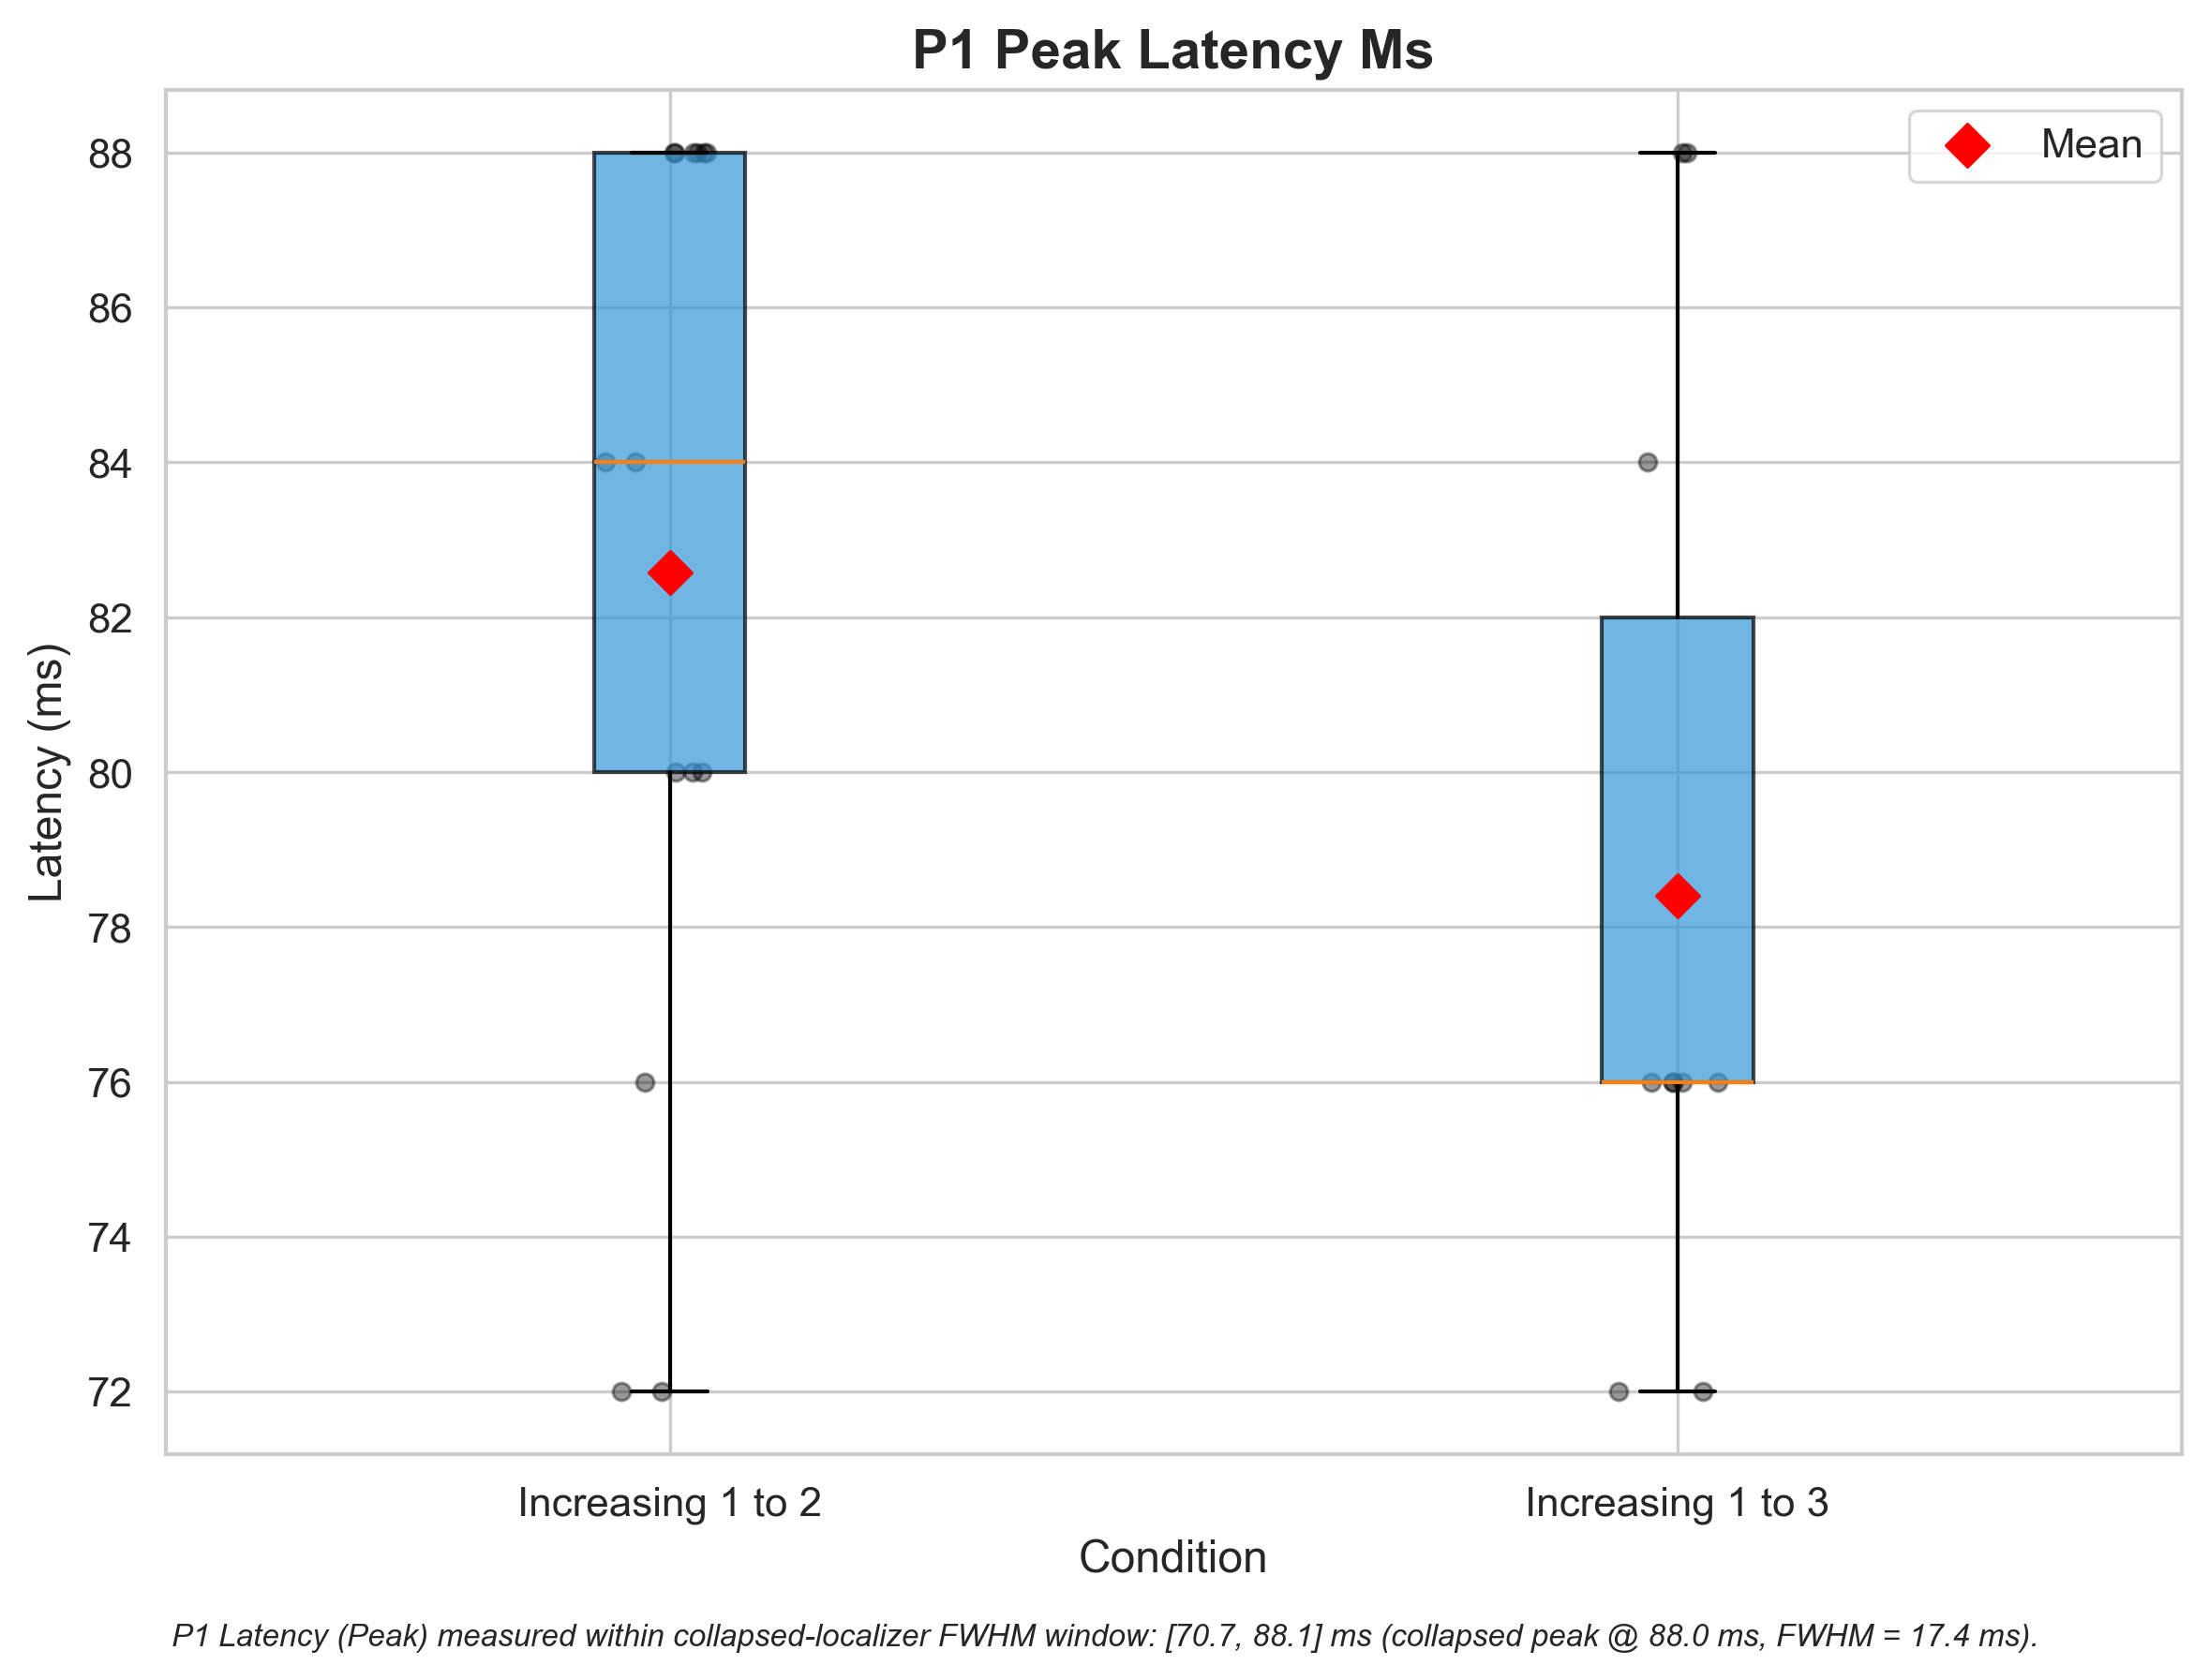 P1 Peak Latency Ms
Mean
88
86
84
82
80
78
76
74
72
Latency (ms)
Increasing 1 to 2
Increasing 1 to 3
Condition
P1 Latency (Peak) measured within collapsed-localizer FWHM window: [70.7, 88.1] ms (collapsed peak @ 88.0 ms, FWHM = 17.4 ms).